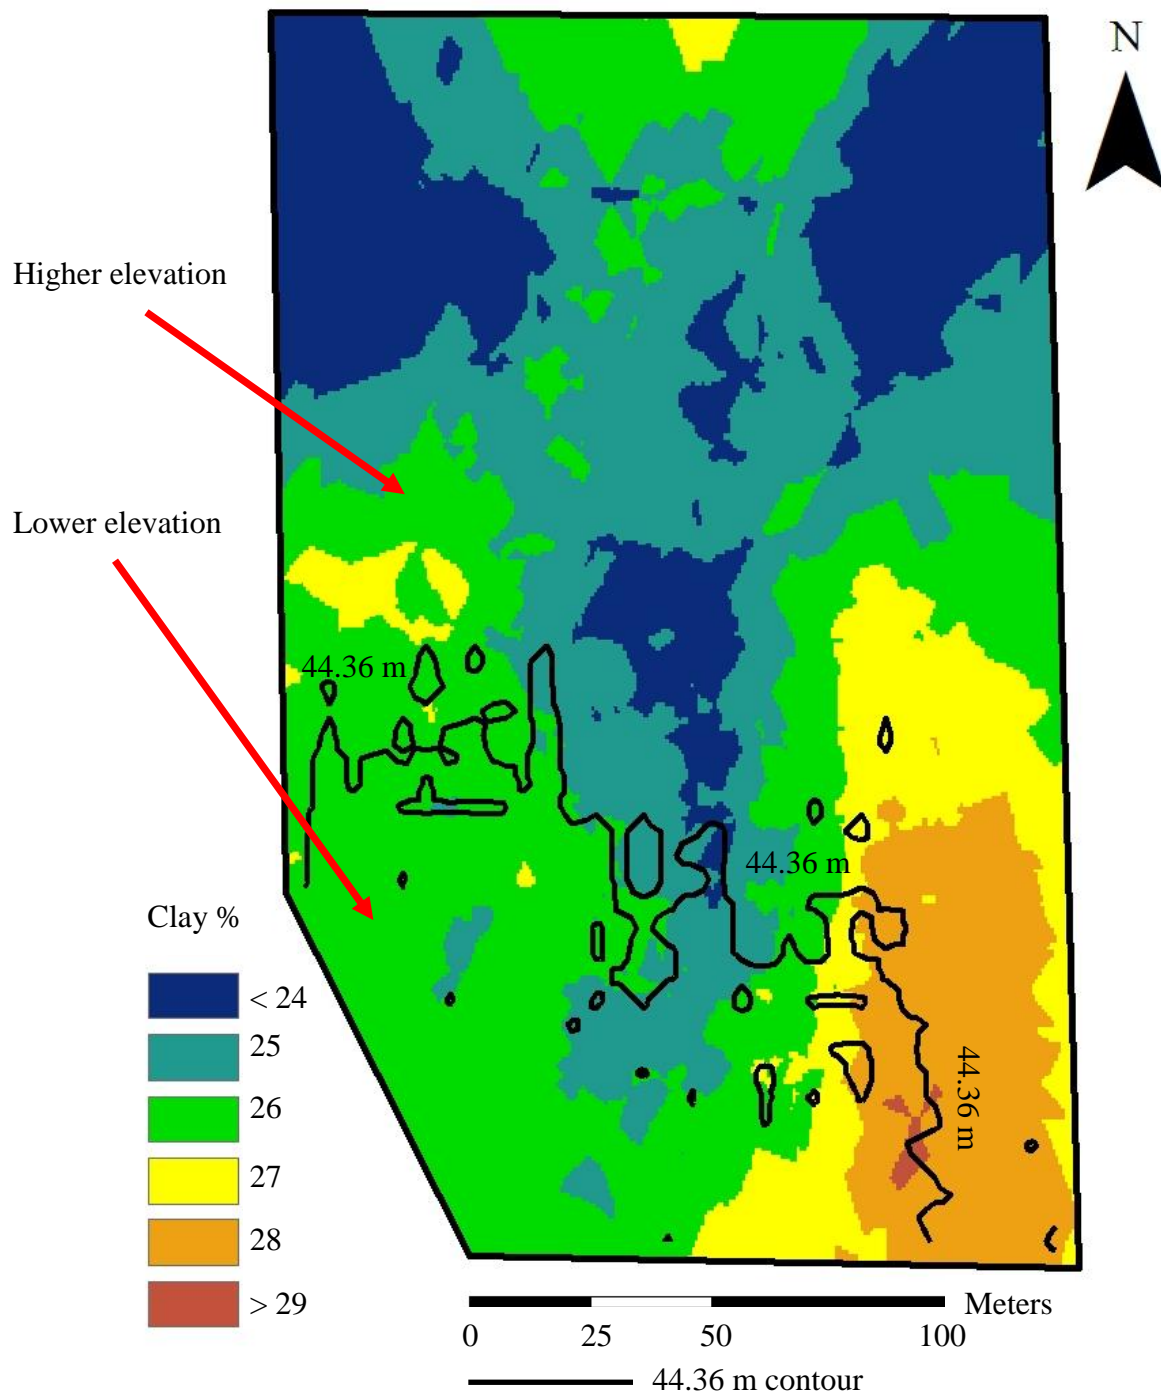 N
Higher elevation
Lower elevation
44.36 m
44.36 m
44.36 m
Clay %
< 24
25
26
27
28
> 29
Meters
0 25 50 100
44.36 m contour